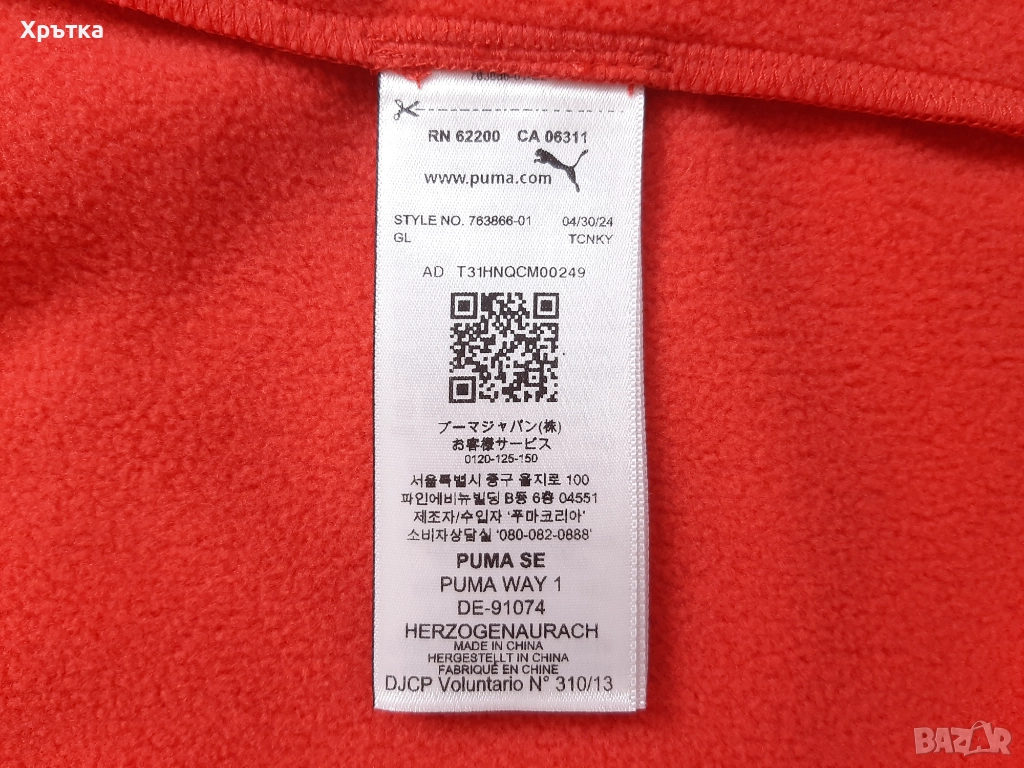 Хрътка
RN 62200 CA 06311
www.puma.com
STYLE NO. 763866-01 04/30/24
GL TCNKY
AD T31HNQCM00249
プーマジャパン(株)
お客様サービス
0120-125-150
서울특별시 중구 을지로 100
파인에비뉴빌딩 B동 6층 04551
제조자/수입자 '푸마코리아'
소비자상담실 '080-082-0888'
PUMA SE
PUMA WAY 1
DE-91074
HERZOGENAURACH
MADE IN CHINA
HERGESTELLT IN CHINA
FABRIQUÉ EN CHINE
DJCP Voluntario N° 310/13
BAZAR